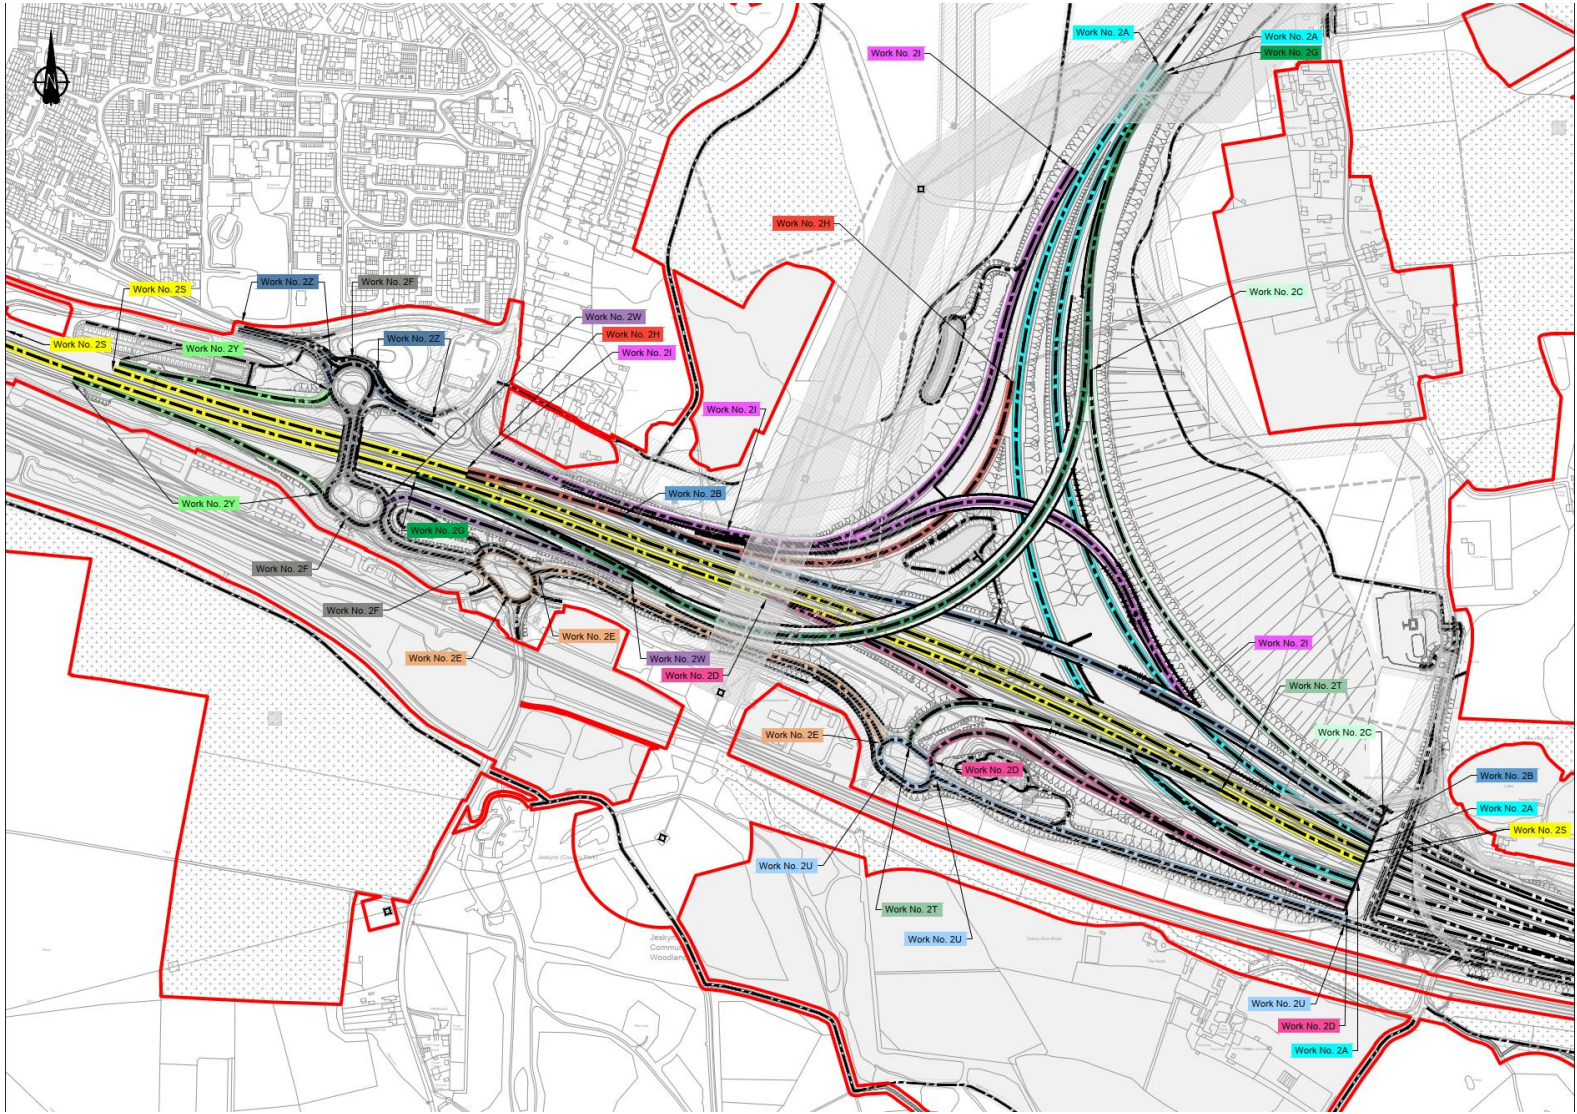 Work No. 2A
Work No. 2A
Work No. 2G
Work No. 2I
N
Work No. 2H
Work No. 2Z
Work No. 2F
Work No. 2S
Work No. 2C
Work No. 2W
Work No. 2H
Work No. 2Z
Work No. 2S
Work No. 2Y
Work No. 2I
Work No. 2I
Work No. 2B
Work No. 2Y
Work No. 2G
Work No. 2F
Work No. 2F
Work No. 2E
Work No. 2I
Work No. 2E
Work No. 2W
Work No. 2D
Work No. 2T
Work No. 2C
Work No. 2E
Work No. 2D
Work No. 2B
Work No. 2A
Work No. 2S
Jeskyns (Country Park)
Work No. 2U
Work No. 2T
Jeskyns
Commu
Woodland
Work No. 2U
Work No. 2U
Work No. 2D
Work No. 2A